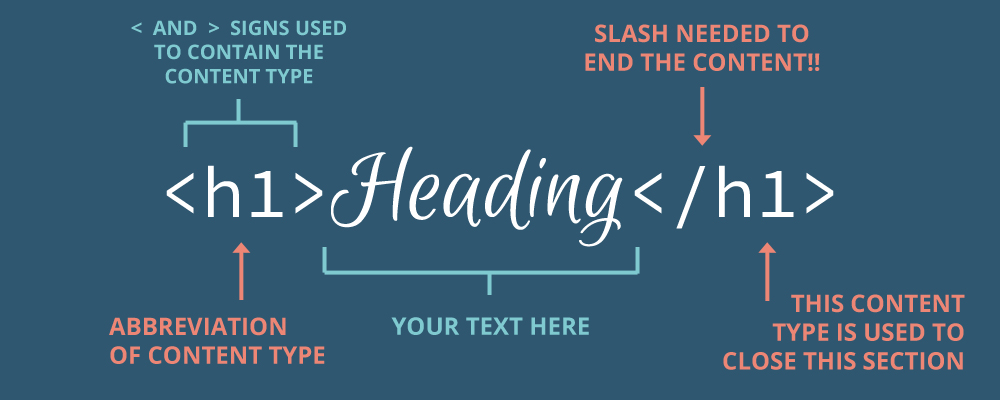 < AND > SIGNS USED
TO CONTAIN THE
CONTENT TYPE
SLASH NEEDED TO
END THE CONTENT!!
<h1>Heading</h1>
ABBREVIATION
OF CONTENT TYPE
YOUR TEXT HERE
THIS CONTENT
TYPE IS USED TO
CLOSE THIS SECTION